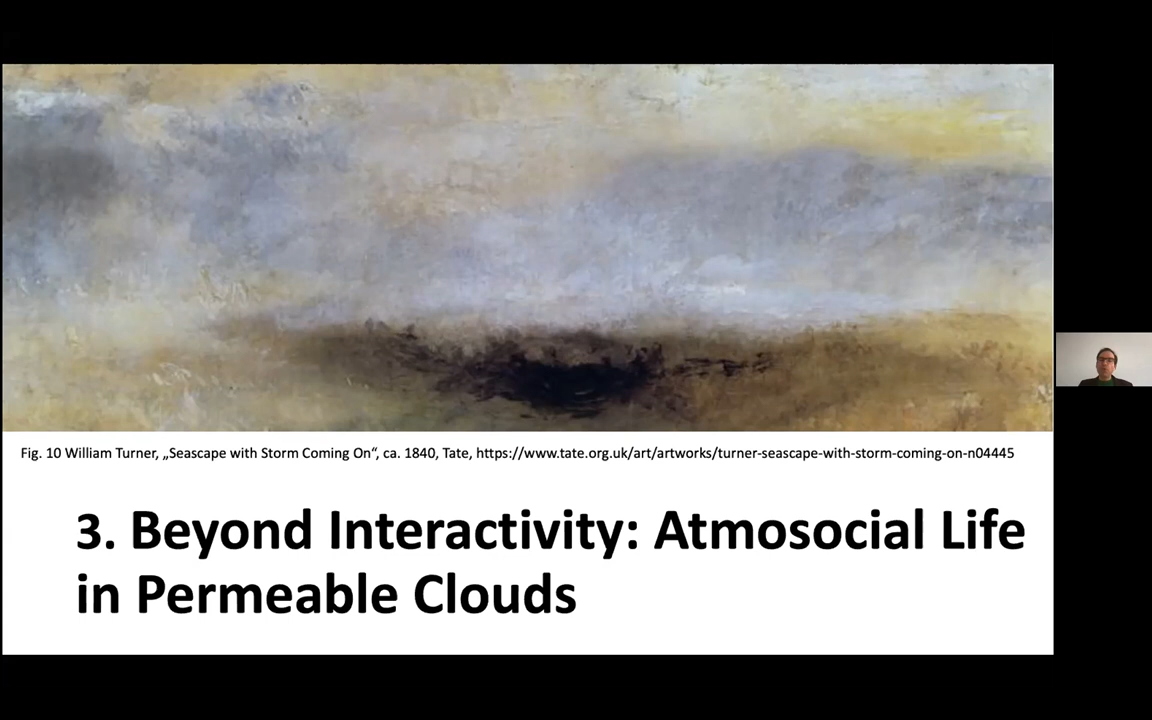 Fig. 10 William Turner, „Seascape with Storm Coming On“, ca. 1840, Tate, https://www.tate.org.uk/art/artworks/turner-seascape-with-storm-coming-on-n04445
3. Beyond Interactivity: Atmosocial Life
in Permeable Clouds